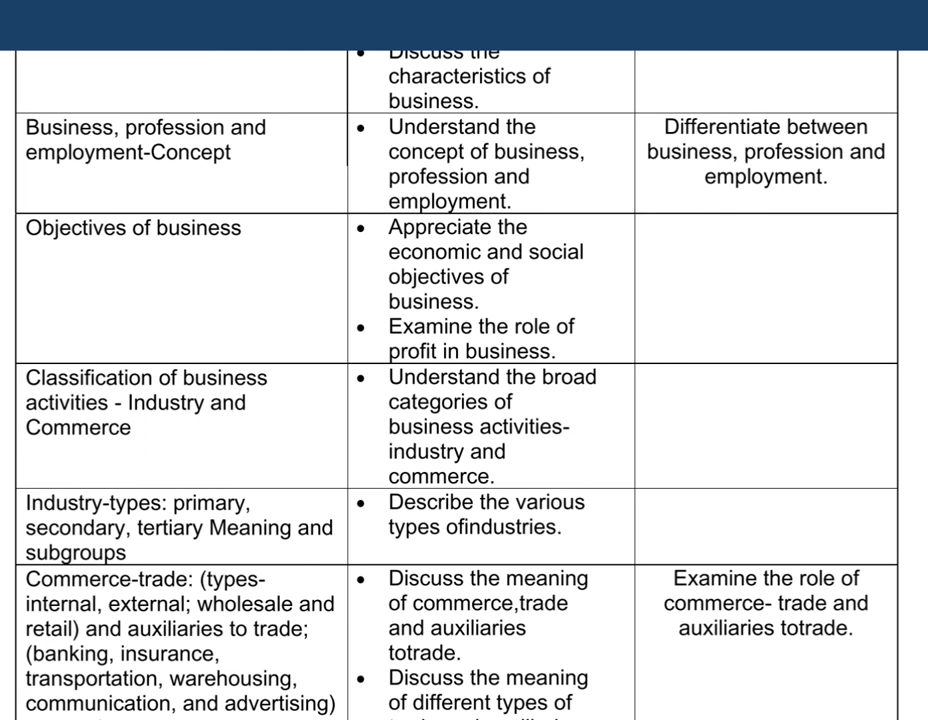 Discuss the
characteristics of
business.
Business, profession and
employment-Concept
• Understand the
concept of business,
profession and
employment.
Differentiate between
business, profession and
employment.
Objectives of business
• Appreciate the
economic and social
objectives of
business.
• Examine the role of
profit in business.
Classification of business
activities - Industry and
Commerce
• Understand the broad
categories of
business activities-
industry and
commerce.
Industry-types: primary,
secondary, tertiary Meaning and
subgroups
• Describe the various
types ofindustries.
Commerce-trade: (types-
internal, external; wholesale and
retail) and auxiliaries to trade;
(banking, insurance,
transportation, warehousing,
communication, and advertising)
• Discuss the meaning
of commerce,trade
and auxiliaries
totrade.
• Discuss the meaning
of different types of
Examine the role of
commerce- trade and
auxiliaries totrade.